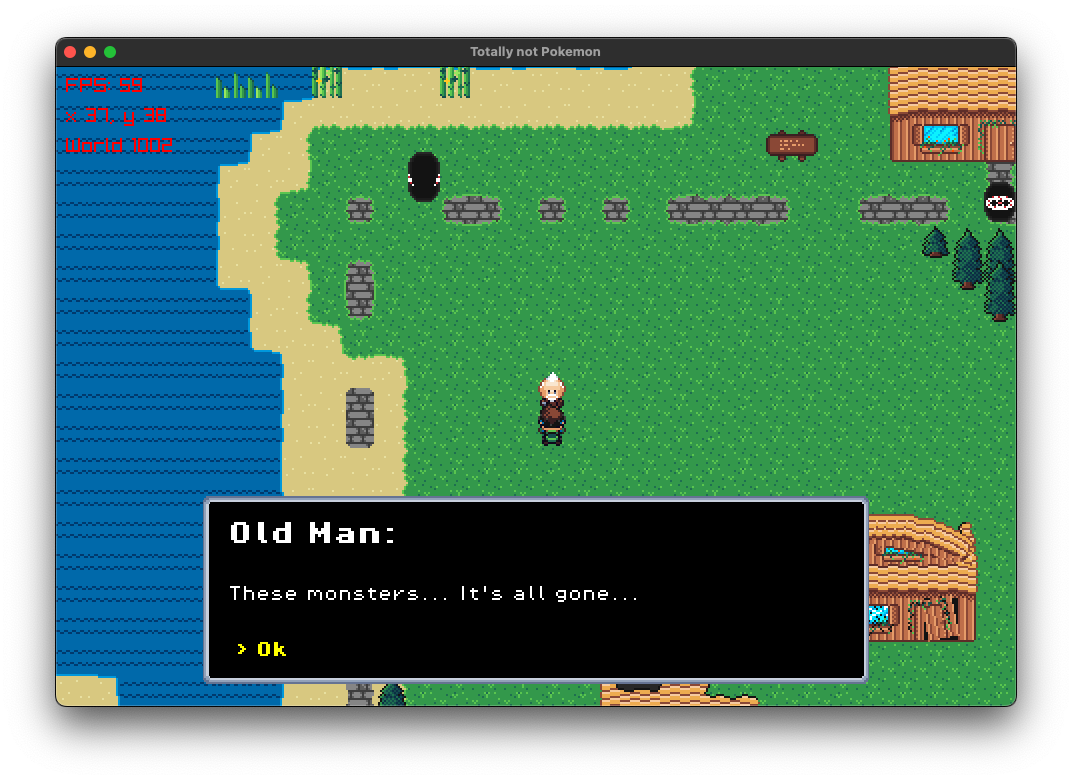 Totally not Pokemon
FPS: 59
x 37, y 38
World 1002
Old Man:
These monsters... It's all gone...
> Ok